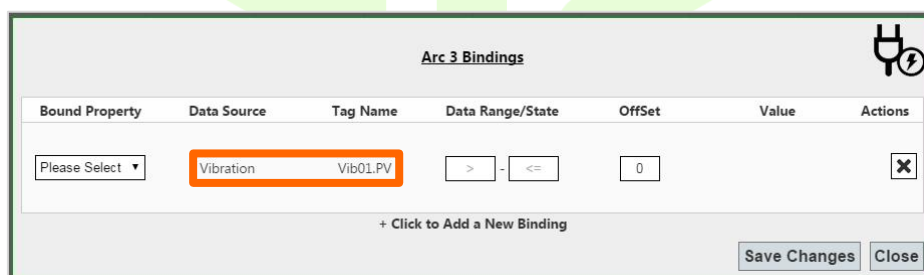 Arc 3 Bindings
Bound Property Data Source Tag Name Data Range/State OffSet Value Actions
Please Select ▼ Vibration Vib01.PV > - <= 0 ✖
+ Click to Add a New Binding
Save Changes Close